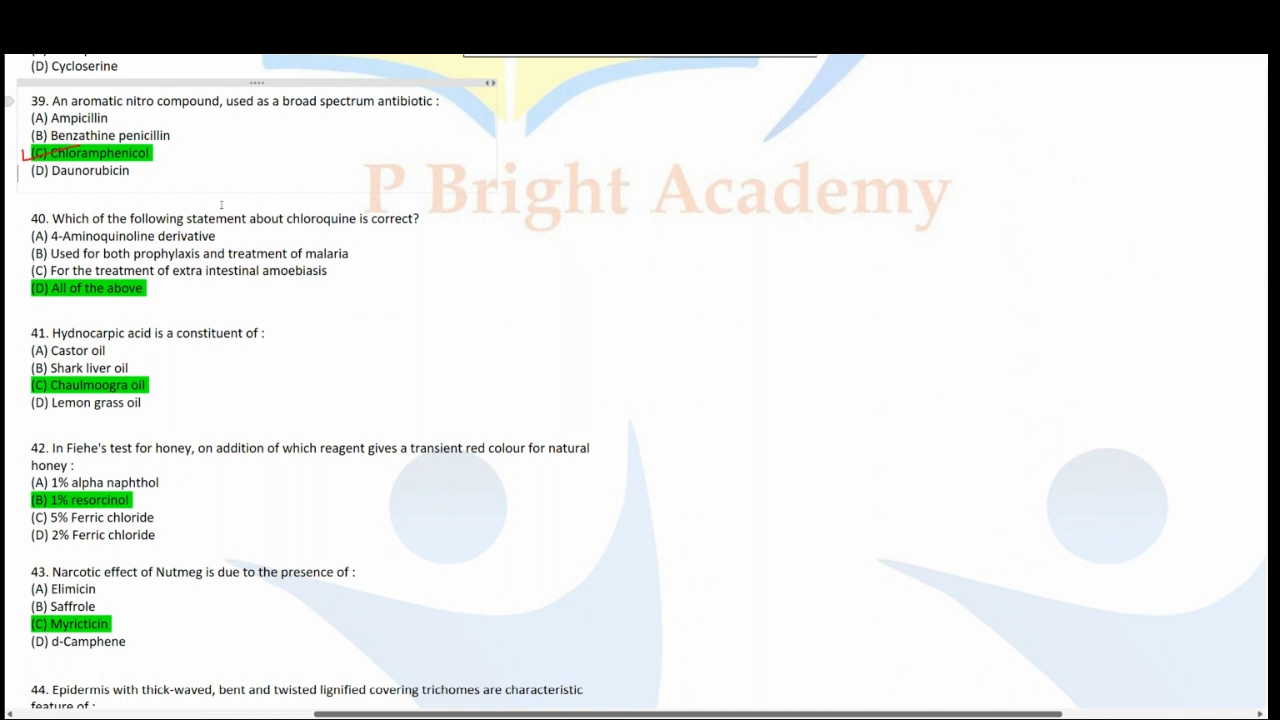 (D) Cycloserine
39. An aromatic nitro compound, used as a broad spectrum antibiotic :
(A) Ampicillin
(B) Benzathine penicillin
(C) Chloramphenicol
(D) Daunorubicin
P Bright Academy
40. Which of the following statement about chloroquine is correct?
(A) 4-Aminoquinoline derivative
(B) Used for both prophylaxis and treatment of malaria
(C) For the treatment of extra intestinal amoebiasis
(D) All of the above
41. Hydnocarpic acid is a constituent of :
(A) Castor oil
(B) Shark liver oil
(C) Chaulmoogra oil
(D) Lemon grass oil
42. In Fiehe's test for honey, on addition of which reagent gives a transient red colour for natural
honey :
(A) 1% alpha naphthol
(B) 1% resorcinol
(C) 5% Ferric chloride
(D) 2% Ferric chloride
43. Narcotic effect of Nutmeg is due to the presence of :
(A) Elimicin
(B) Saffrole
(C) Myricticin
(D) d-Camphene
44. Epidermis with thick-waved, bent and twisted lignified covering trichomes are characteristic
feature of :